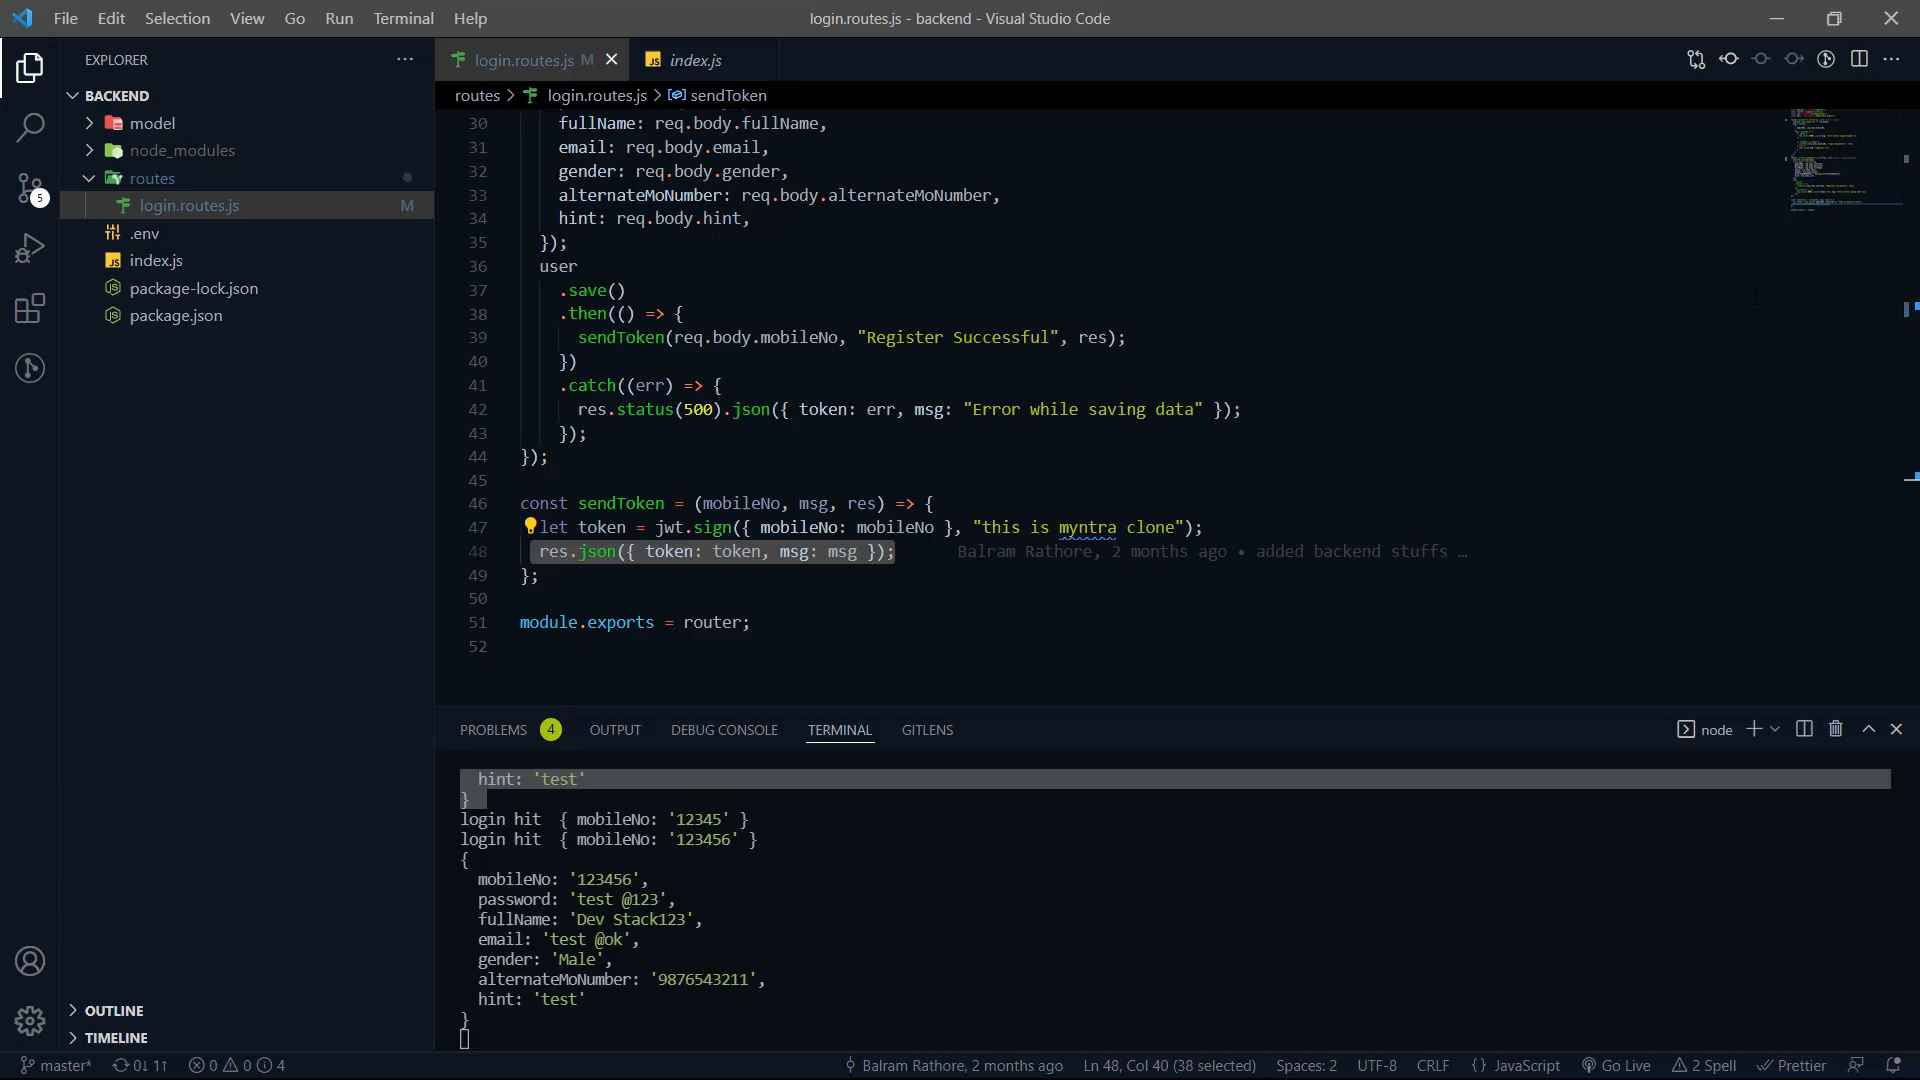 File Edit Selection View Go Run Terminal Help
login.routes.js - backend - Visual Studio Code
EXPLORER
BACKEND
model
node_modules
routes
login.routes.js M
.env
index.js
package-lock.json
package.json
OUTLINE
TIMELINE
5
login.routes.js M
JS index.js
routes > login.routes.js > sendToken
30 fullName: req.body.fullName,
31 email: req.body.email,
32 gender: req.body.gender,
33 alternateMoNumber: req.body.alternateMoNumber,
34 hint: req.body.hint,
35 });
36 user
37 .save()
38 .then(() => {
39 sendToken(req.body.mobileNo, "Register Successful", res);
40 })
41 .catch((err) => {
42 res.status(500).json({ token: err, msg: "Error while saving data" });
43 });
44 });
45
46 const sendToken = (mobileNo, msg, res) => {
47 let token = jwt.sign({ mobileNo: mobileNo }, "this is myntra clone");
48 res.json({ token: token, msg: msg }); Balram Rathore, 2 months ago • added backend stuffs …
49 };
50
51 module.exports = router;
52
PROBLEMS 4 OUTPUT DEBUG CONSOLE TERMINAL GITLENS
node
hint: 'test'
}
login hit { mobileNo: '12345' }
login hit { mobileNo: '123456' }
{
mobileNo: '123456',
password: 'test @123',
fullName: 'Dev Stack123',
email: 'test @ok',
gender: 'Male',
alternateMoNumber: '9876543211',
hint: 'test'
}
master* 0↓ 1↑ 0 0 4 Balram Rathore, 2 months ago Ln 48, Col 40 (38 selected) Spaces: 2 UTF-8 CRLF {} JavaScript Go Live 2 Spell Prettier